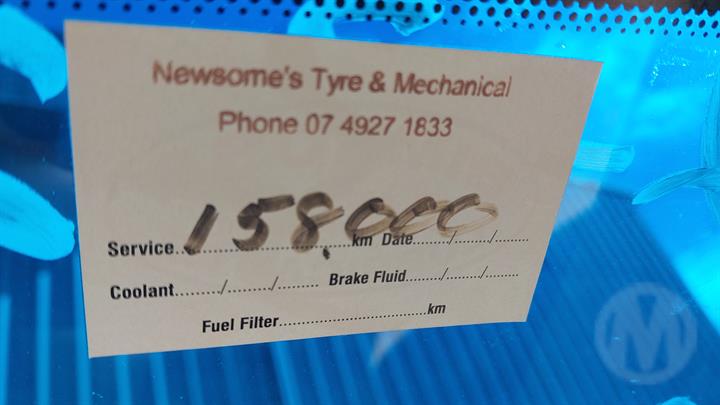 Newsome's Tyre & Mechanical
Phone 07 4927 1833
158,000
Service..............................km Date......../......../........
Coolant........../........./......... Brake Fluid......../......../........
Fuel Filter...................................km
M